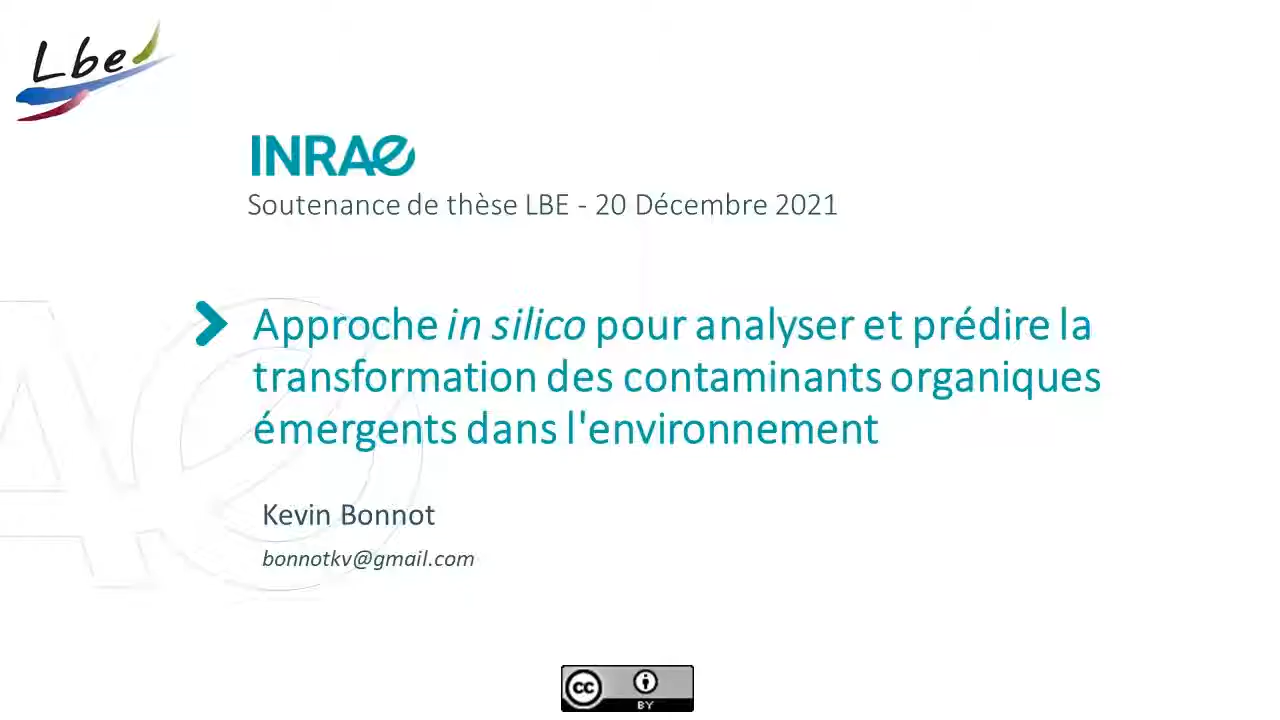 Lbe
INRAE
Soutenance de thèse LBE - 20 Décembre 2021
Approche in silico pour analyser et prédire la
transformation des contaminants organiques
émergents dans l'environnement
Kevin Bonnot
bonnotkv@gmail.com
cc
BY